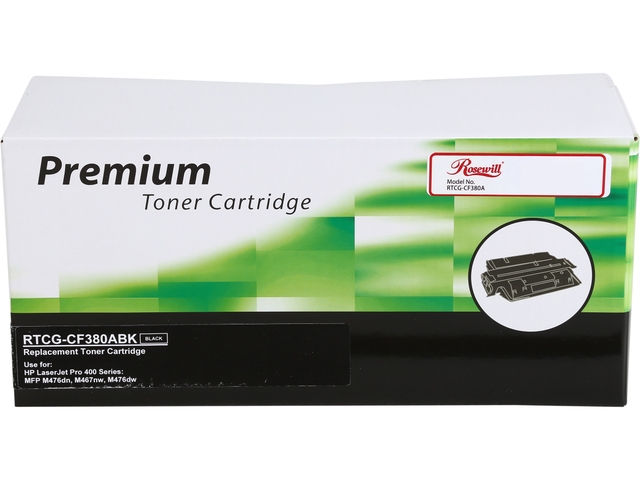 Premium
Toner Cartridge
Rosewill
Model No.
RTCG-CF380A
RTCG-CF380ABK BLACK
Replacement Toner Cartridge
Use for:
HP LaserJet Pro 400 Series:
MFP M476dn, M467nw, M476dw